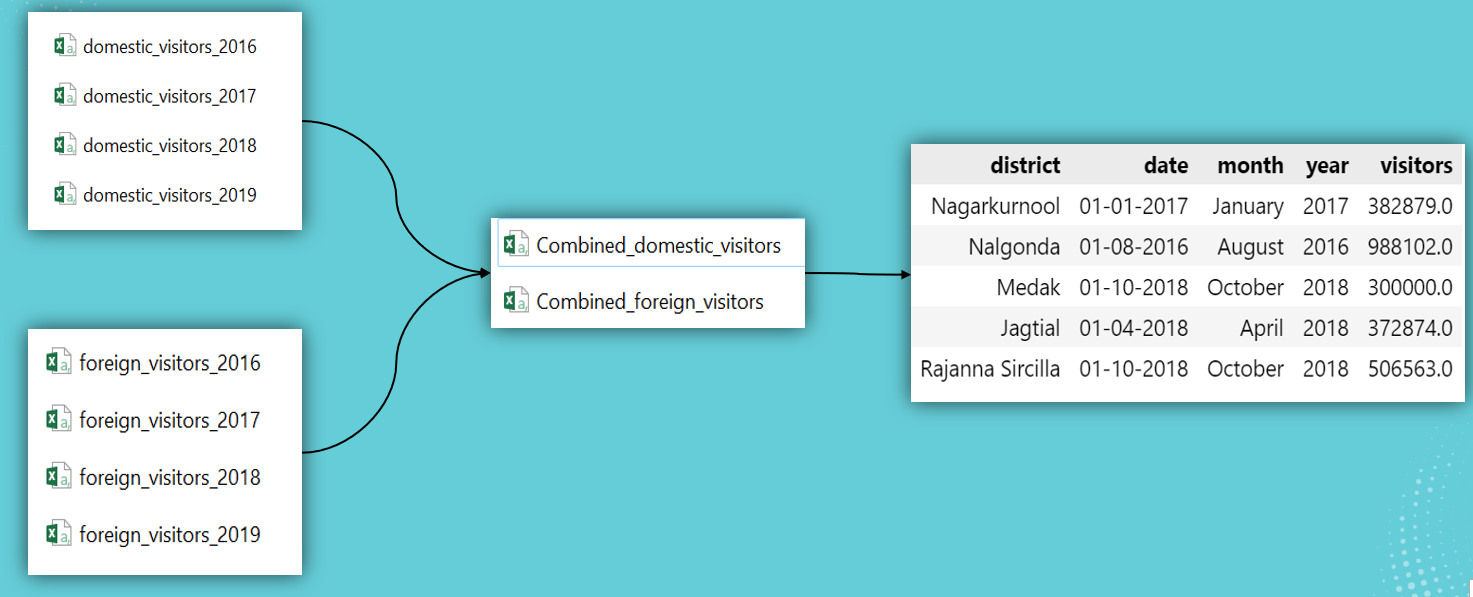 domestic_visitors_2016
domestic_visitors_2017
domestic_visitors_2018
domestic_visitors_2019
foreign_visitors_2016
foreign_visitors_2017
foreign_visitors_2018
foreign_visitors_2019
Combined_domestic_visitors
Combined_foreign_visitors
district date month year visitors
Nagarkurnool 01-01-2017 January 2017 382879.0
Nalgonda 01-08-2016 August 2016 988102.0
Medak 01-10-2018 October 2018 300000.0
Jagtial 01-04-2018 April 2018 372874.0
Rajanna Sircilla 01-10-2018 October 2018 506563.0